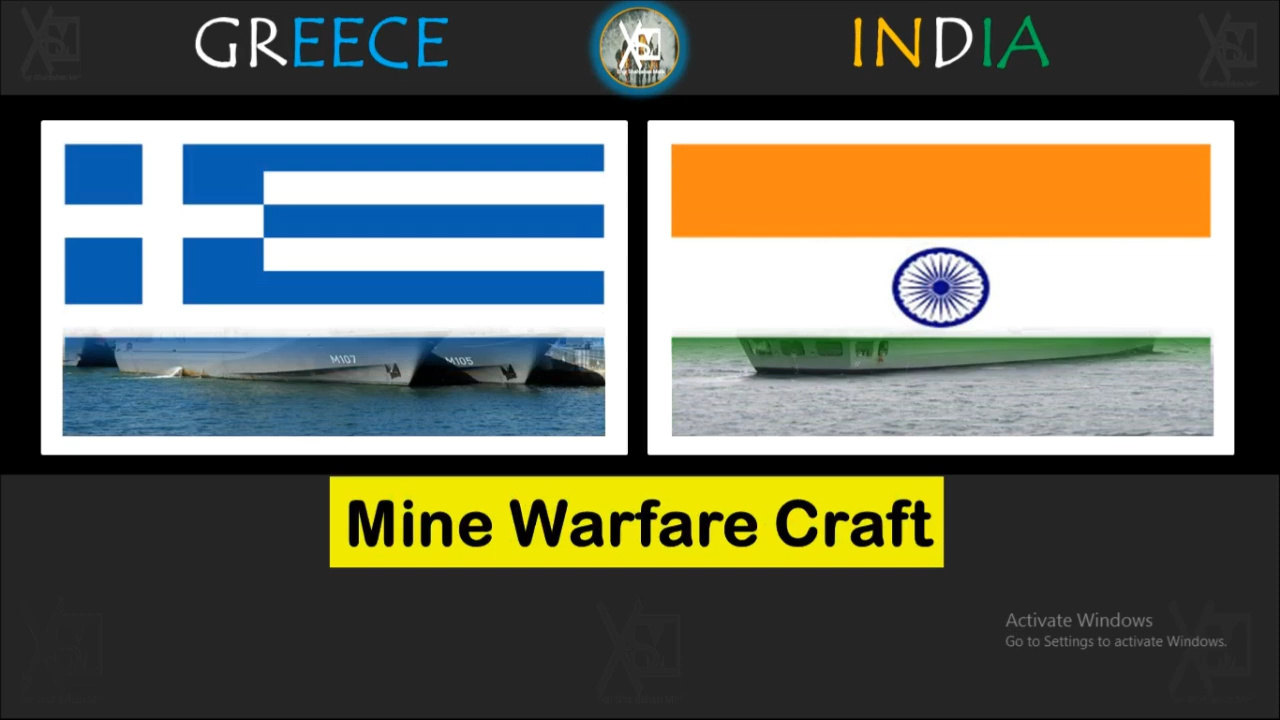 GREECE
INDIA
M107
M105
Mine Warfare Craft
Activate Windows
Go to Settings to activate Windows.